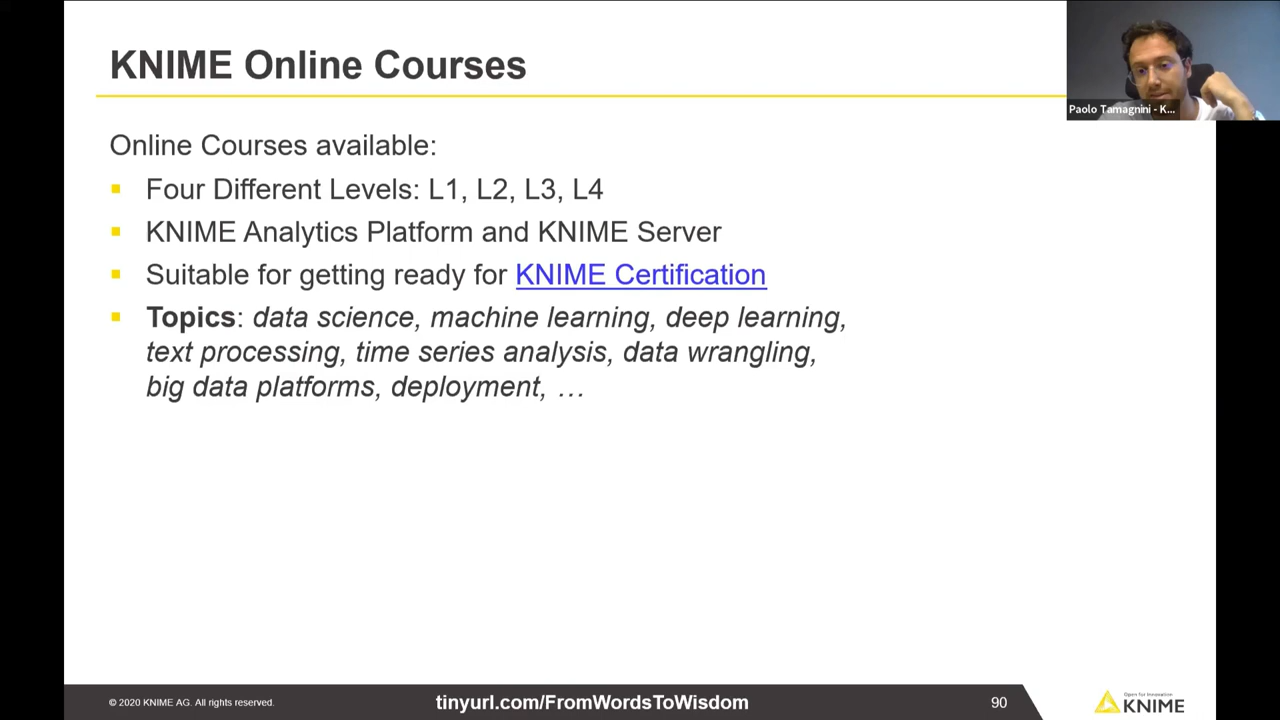 KNIME Online Courses
Paolo Tamagnini - K...
Online Courses available:
Four Different Levels: L1, L2, L3, L4
KNIME Analytics Platform and KNIME Server
Suitable for getting ready for KNIME Certification
Topics: data science, machine learning, deep learning,
text processing, time series analysis, data wrangling,
big data platforms, deployment, …
© 2020 KNIME AG. All rights reserved.
tinyurl.com/FromWordsToWisdom
90
Open for Innovation
KNIME